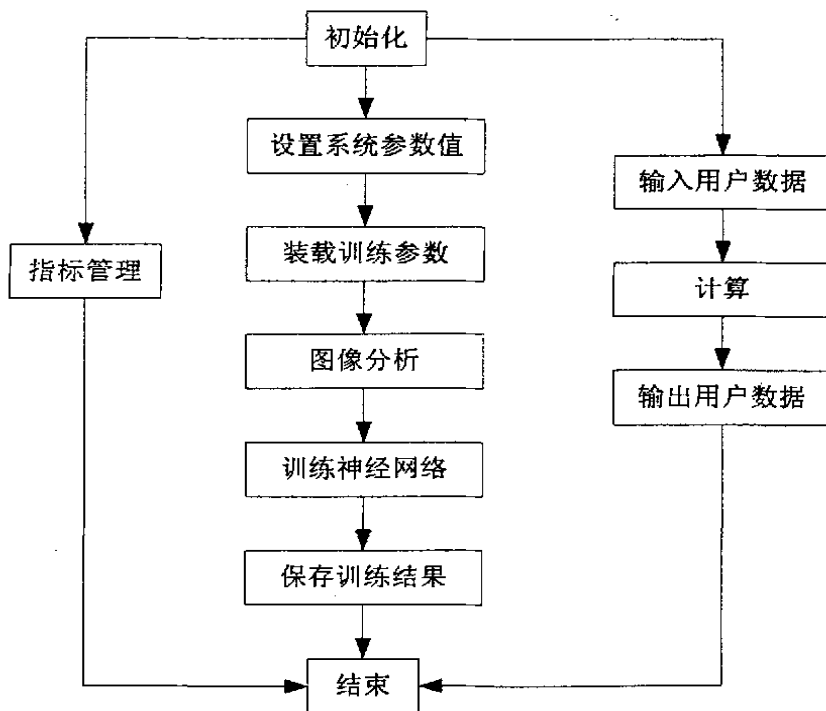 初始化
设置系统参数值
输入用户数据
装载训练参数
指标管理
计算
图像分析
输出用户数据
训练神经网络
保存训练结果
结束